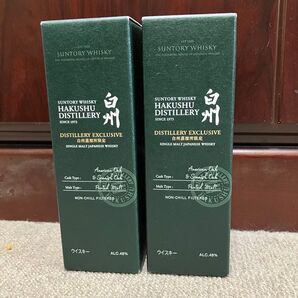 SUNTORY WHISKY
SUNTORY WHISKY
HAKUSHU
DISTILLERY
SINCE 1973
白州
DISTILLERY EXCLUSIVE
白州蒸溜所限定
SINGLE MALT JAPANESE WHISKY
Cask Type:
American Oak
& Spanish Oak
Malt Type:
Peated Malt
NON-CHILL FILTERED
ウイスキー
ALC.48%
SUNTORY WHISKY
SUNTORY WHISKY
HAKUSHU
DISTILLERY
SINCE 1973
白州
DISTILLERY EXCLUSIVE
白州蒸溜所限定
SINGLE MALT JAPANESE WHISKY
Cask Type:
American Oak
& Spanish Oak
Malt Type:
Peated Malt
NON-CHILL FILTERED
ウイスキー
ALC.48%